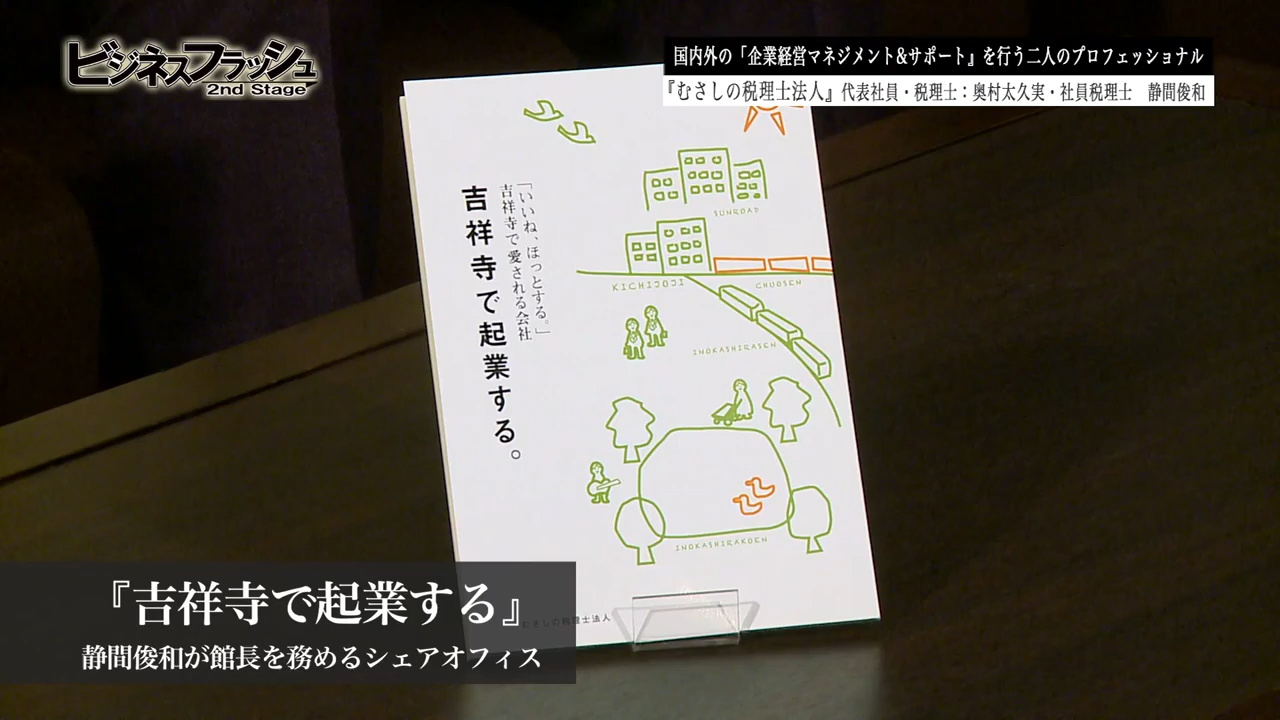 ビジネスフラッシュ
2nd Stage
国内外の「企業経営マネジメント&サポート』を行う二人のプロフェッショナル
『むさしの税理士法人』代表社員・税理士：奥村太久実・社員税理士　静間俊和
「いいね、ほっとする。」
吉祥寺で愛される会社
吉祥寺で起業する。
SUNROAD
KICHIJOJI
CHUOSEN
INOKASHIRASEN
INOKASHIRAKOEN
むさしの税理士法人
『吉祥寺で起業する』
静間俊和が館長を務めるシェアオフィス